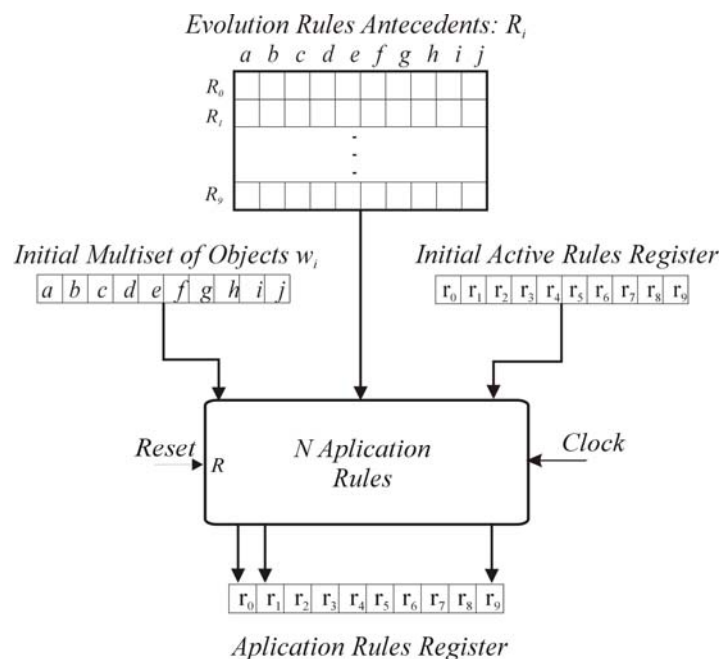 Evolution Rules Antecedents: Rᵢ
a b c d e f g h i j
R₀
R₁
R₉
Initial Multiset of Objects wᵢ
a b c d e f g h i j
Initial Active Rules Register
r₀ r₁ r₂ r₃ r₄ r₅ r₆ r₇ r₈ r₉
Reset
R
N Aplication
Rules
Clock
r₀ r₁ r₂ r₃ r₄ r₅ r₆ r₇ r₈ r₉
Aplication Rules Register